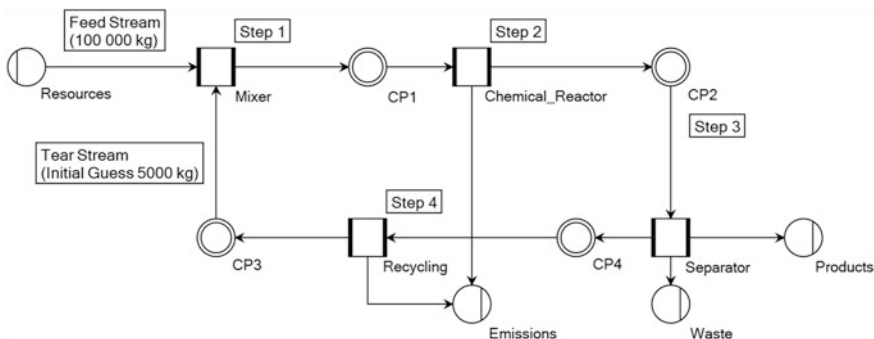 Feed Stream
(100 000 kg)
Step 1
Step 2
Resources
Mixer
CP1
Chemical_Reactor
CP2
Step 3
Tear Stream
(Initial Guess 5000 kg)
Step 4
CP3
Recycling
CP4
Separator
Products
Emissions
Waste